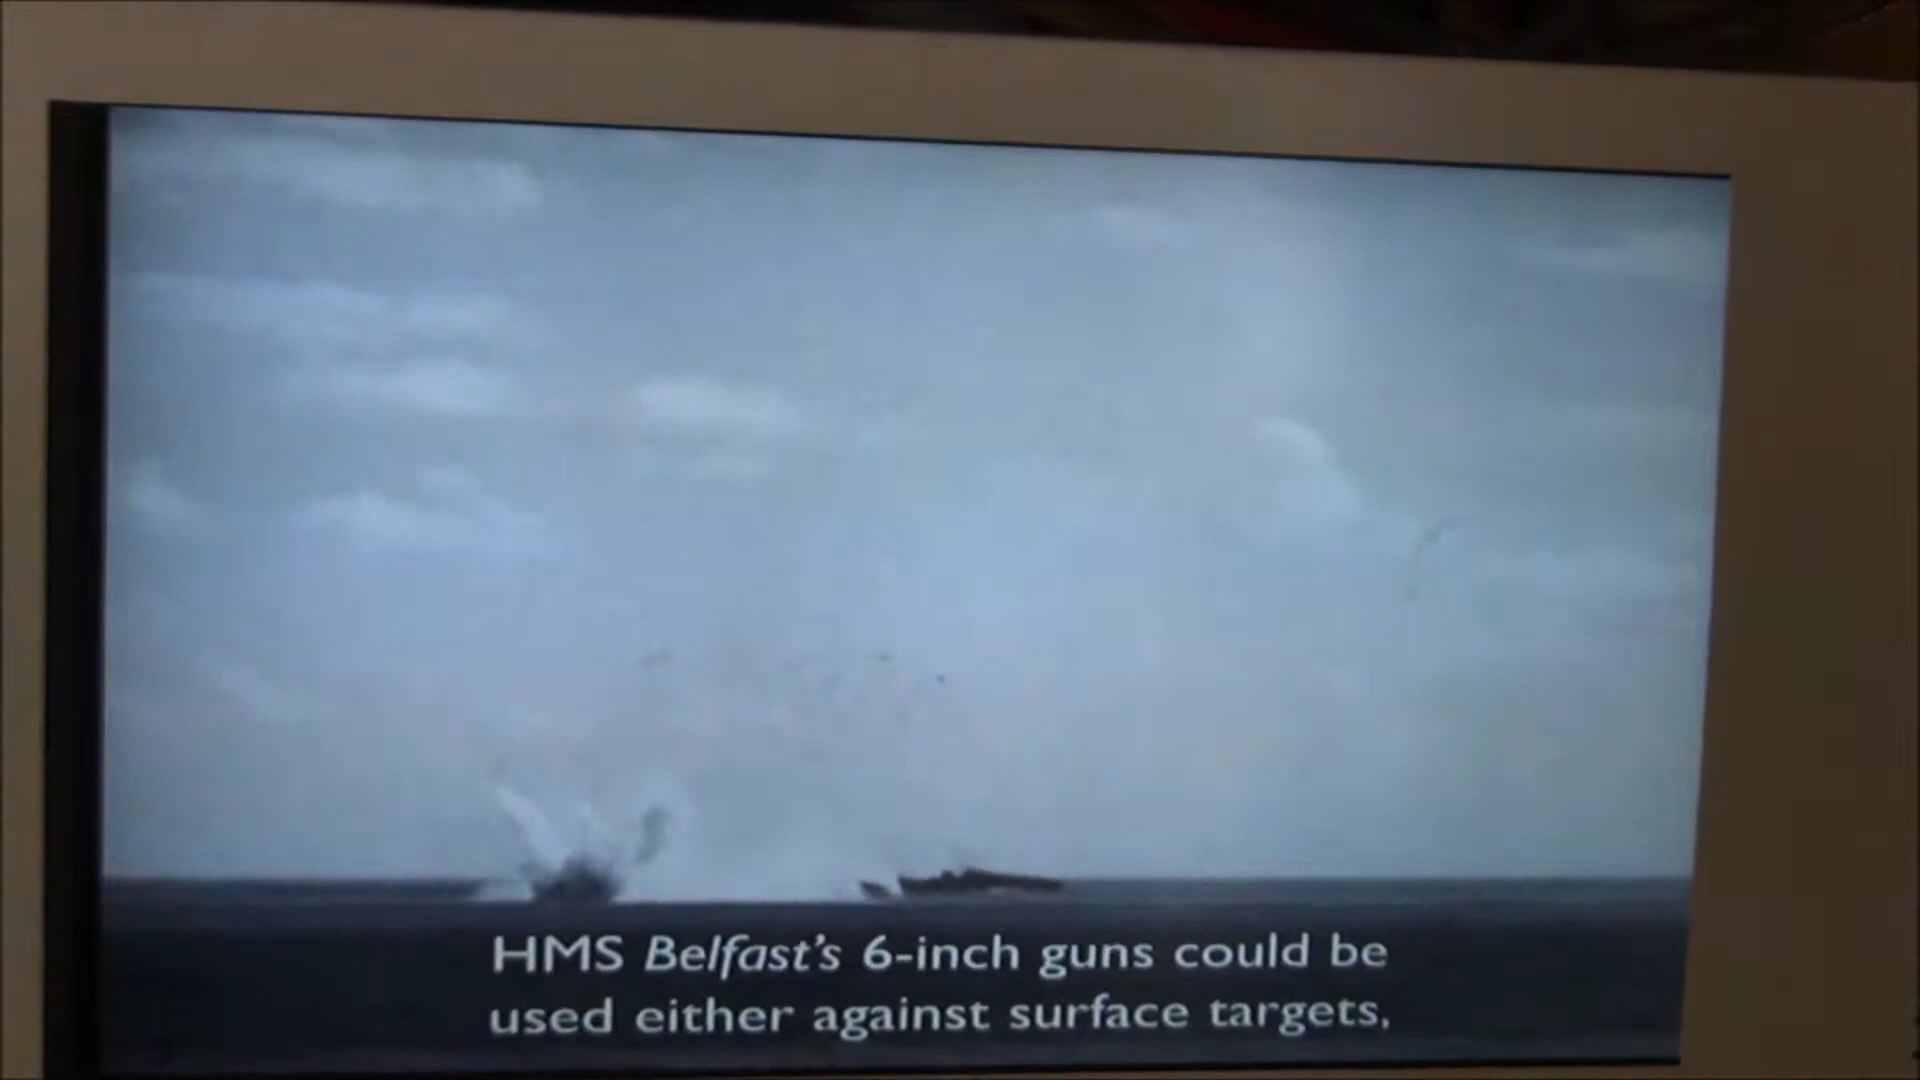 HMS Belfast's 6-inch guns could be
used either against surface targets,